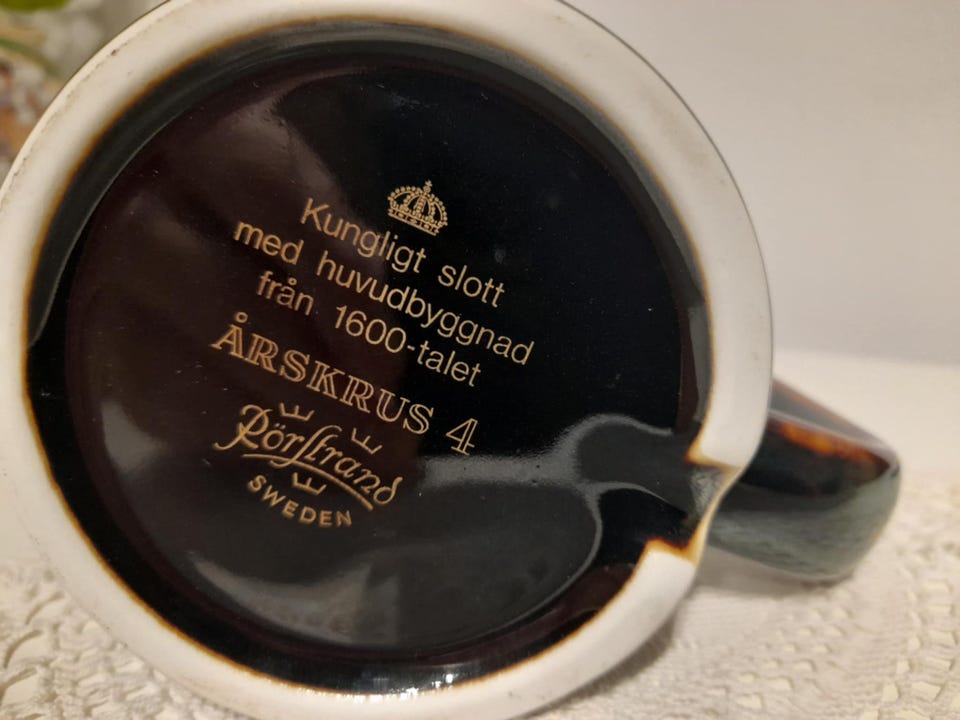 Kungligt slott
med huvudbyggnad
från 1600-talet
ÅRSKRUS 4
Rörstrand
SWEDEN